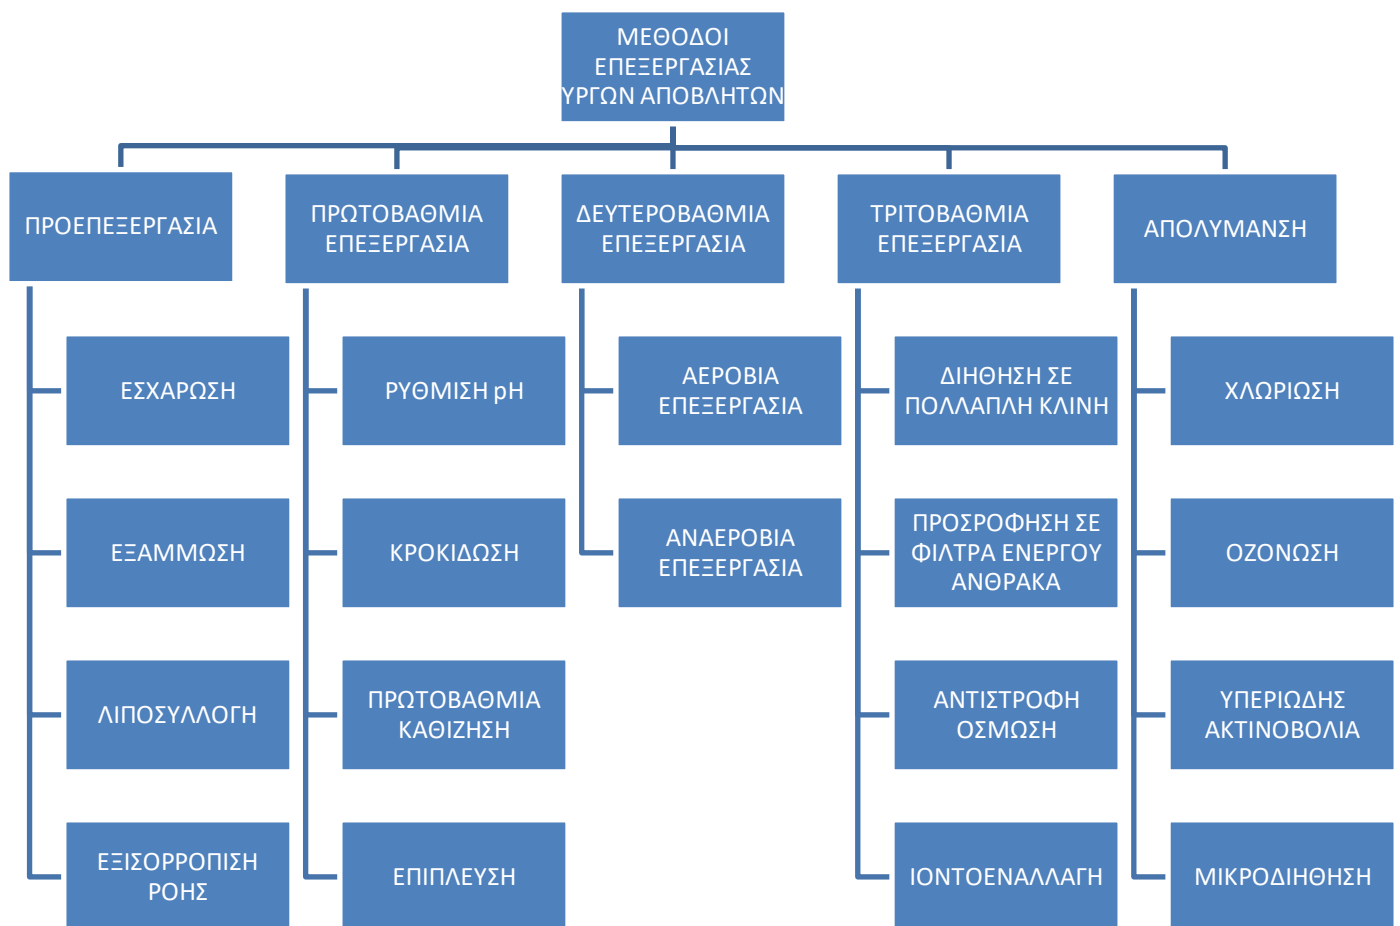 ΜΕΘΟΔΟΙ
ΕΠΕΞΕΡΓΑΣΙΑΣ
ΥΡΓΩΝ ΑΠΟΒΛΗΤΩΝ
ΠΡΟΕΠΕΞΕΡΓΑΣΙΑ
ΕΣΧΑΡΩΣΗ
ΕΞΑΜΜΩΣΗ
ΛΙΠΟΣΥΛΛΟΓΗ
ΕΞΙΣΟΡΡΟΠΙΣΗ
ΡΟΗΣ
ΠΡΩΤΟΒΑΘΜΙΑ
ΕΠΕΞΕΡΓΑΣΙΑ
ΡΥΘΜΙΣΗ pH
ΚΡΟΚΙΔΩΣΗ
ΠΡΩΤΟΒΑΘΜΙΑ
ΚΑΘΙΖΗΣΗ
ΕΠΙΠΛΕΥΣΗ
ΔΕΥΤΕΡΟΒΑΘΜΙΑ
ΕΠΕΞΕΡΓΑΣΙΑ
ΑΕΡΟΒΙΑ
ΕΠΕΞΕΡΓΑΣΙΑ
ΑΝΑΕΡΟΒΙΑ
ΕΠΕΞΕΡΓΑΣΙΑ
ΤΡΙΤΟΒΑΘΜΙΑ
ΕΠΕΞΕΡΓΑΣΙΑ
ΔΙΗΘΗΣΗ ΣΕ
ΠΟΛΛΑΠΛΗ ΚΛΙΝΗ
ΠΡΟΣΡΟΦΗΣΗ ΣΕ
ΦΙΛΤΡΑ ΕΝΕΡΓΟΥ
ΑΝΘΡΑΚΑ
ΑΝΤΙΣΤΡΟΦΗ
ΟΣΜΩΣΗ
ΙΟΝΤΟΕΝΑΛΛΑΓΗ
ΑΠΟΛΥΜΑΝΣΗ
ΧΛΩΡΙΩΣΗ
ΟΖΟΝΩΣΗ
ΥΠΕΡΙΩΔΗΣ
ΑΚΤΙΝΟΒΟΛΙΑ
ΜΙΚΡΟΔΙΗΘΗΣΗ